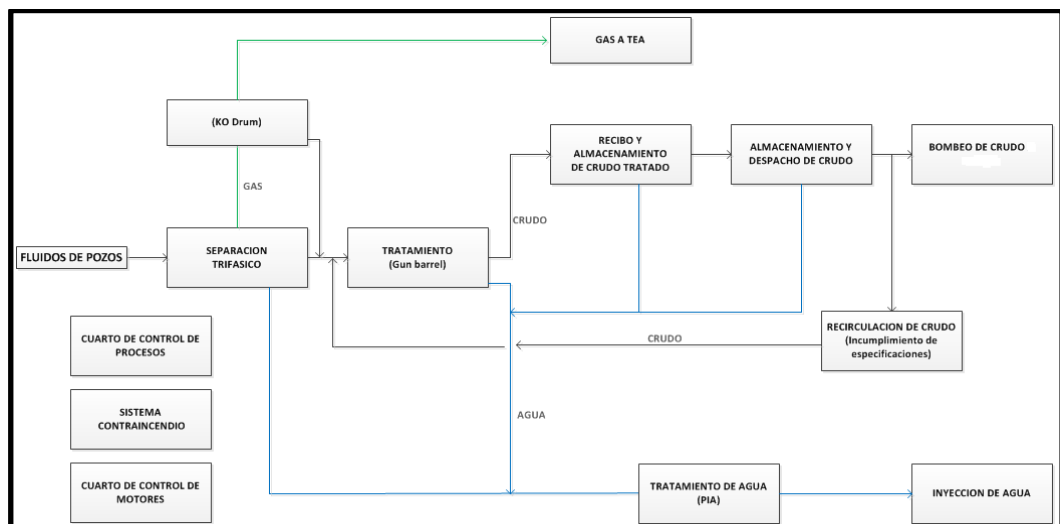 GAS A TEA
(KO Drum)
GAS
RECIBO Y
ALMACENAMIENTO
DE CRUDO TRATADO
ALMACENAMIENTO Y
DESPACHO DE CRUDO
BOMBEO DE CRUDO
CRUDO
FLUIDOS DE POZOS
SEPARACION
TRIFASICO
TRATAMIENTO
(Gun barrel)
CUARTO DE CONTROL DE
PROCESOS
CRUDO
RECIRCULACION DE CRUDO
(Incumplimiento de
especificaciones)
SISTEMA
CONTRAINCENDIO
AGUA
CUARTO DE CONTROL DE
MOTORES
TRATAMIENTO DE AGUA
(PIA)
INYECCION DE AGUA